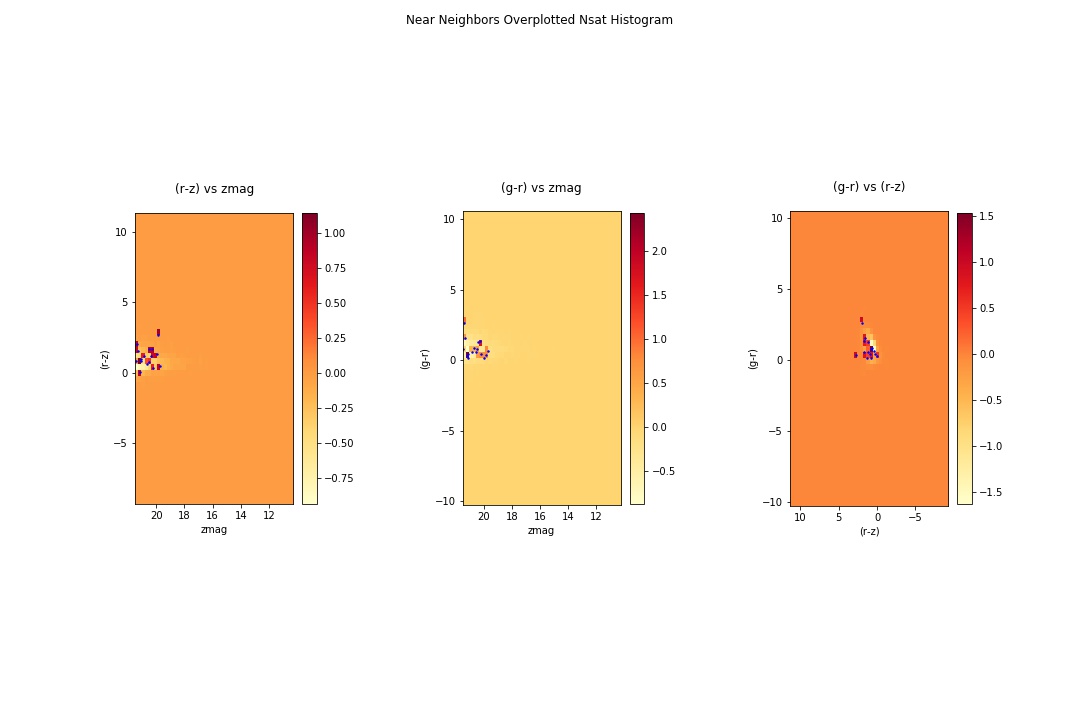 Near Neighbors Overplotted Nsat Histogram
(r-z) vs zmag
10
5
0
−5
(r-z)
20 18 16 14 12
zmag
1.00
0.75
0.50
0.25
0.00
−0.25
−0.50
−0.75
(g-r) vs zmag
10
5
0
−5
−10
(g-r)
20 18 16 14 12
zmag
2.0
1.5
1.0
0.5
0.0
−0.5
(g-r) vs (r-z)
10
5
0
−5
−10
(g-r)
10 5 0 −5
(r-z)
1.5
1.0
0.5
0.0
−0.5
−1.0
−1.5